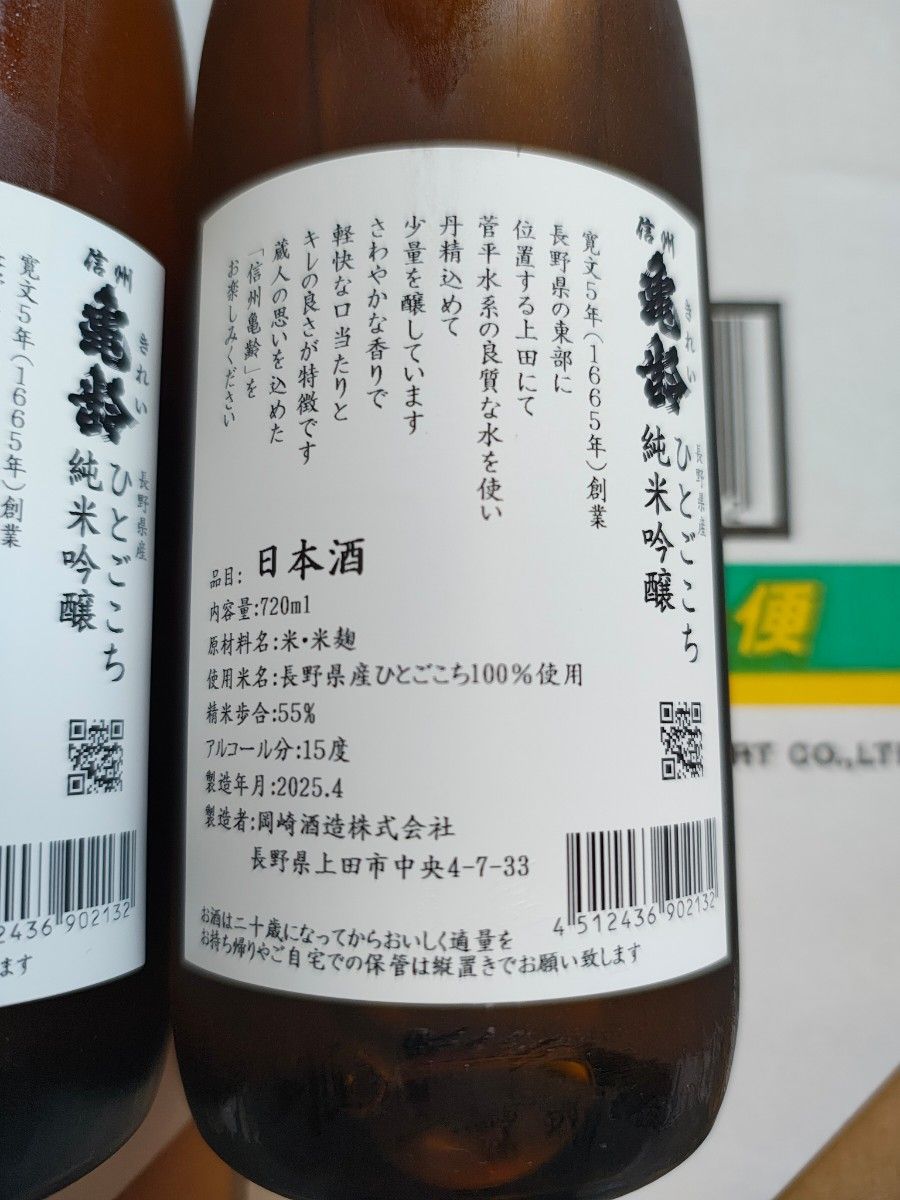 信州
亀齢
きれい
長野県産
ひとごこち
純米吟醸
寛文5年(1665年)創業
信州
亀齢
きれい
長野県産
ひとごこち
純米吟醸
寛文5年(1665年)創業
長野県の東部に
位置する上田にて
菅平水系の良質な水を使い
丹精込めて
少量を醸しています
さわやかな香りで
軽快な口当たりと
キレの良さが特徴です
蔵人の思いを込めた
「信州亀齢」を
お楽しみください
品目: 日本酒
内容量:720ml
原材料名:米・米麹
使用米名:長野県産ひとごこち100%使用
精米歩合:55%
アルコール分:15度
製造年月:2025.4
製造者:岡崎酒造株式会社
長野県上田市中央4-7-33
お酒は二十歳になってからおいしく適量を
お持ち帰りやご自宅での保管は縦置きでお願い致します
4 512436 902132
2436 902132
ます
便
RT CO.,LT